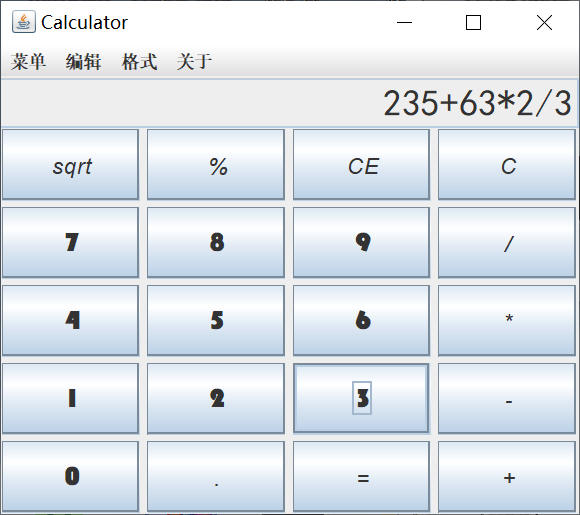 Calculator
菜单 编辑 格式 关于
235+63*2/3
sqrt % CE C
7 8 9 /
4 5 6 *
1 2 3 -
0 . = +